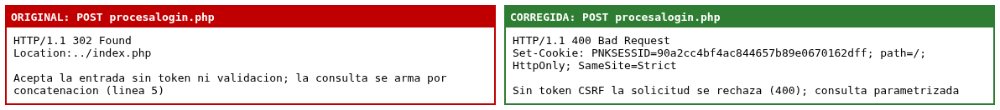 ORIGINAL: POST procesalogin.php
HTTP/1.1 302 Found
Location:../index.php
Acepta la entrada sin token ni validacion; la consulta se arma por
concatenacion (linea 5)
CORREGIDA: POST procesalogin.php
HTTP/1.1 400 Bad Request
Set-Cookie: PNKSESSID=90a2cc4bf4ac844657b89e0670162dff; path=/;
HttpOnly; SameSite=Strict
Sin token CSRF la solicitud se rechaza (400); consulta parametrizada